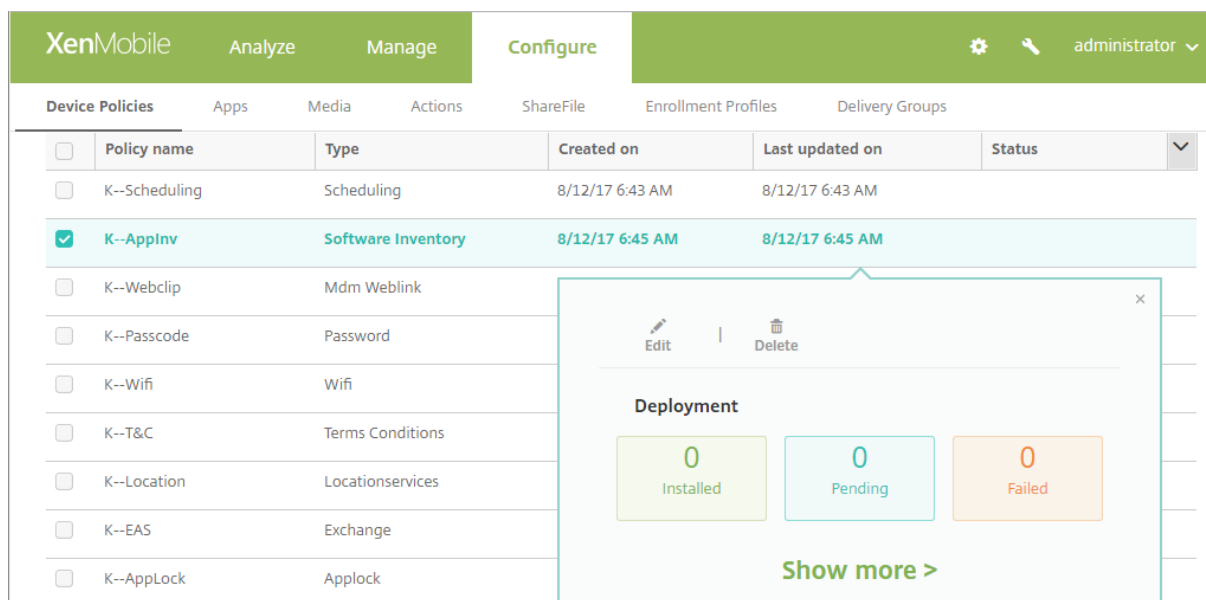 XenMobile Analyze Manage Configure administrator
Device Policies Apps Media Actions ShareFile Enrollment Profiles Delivery Groups
Policy name Type Created on Last updated on Status
K--Scheduling Scheduling 8/12/17 6:43 AM 8/12/17 6:43 AM
K--AppInv Software Inventory 8/12/17 6:45 AM 8/12/17 6:45 AM
K--Webclip Mdm Weblink
K--Passcode Password
K--Wifi Wifi
K--T&C Terms Conditions
K--Location Locationservices
K--EAS Exchange
K--AppLock Applock
×
Edit | Delete
Deployment
0 0 0
Installed Pending Failed
Show more >